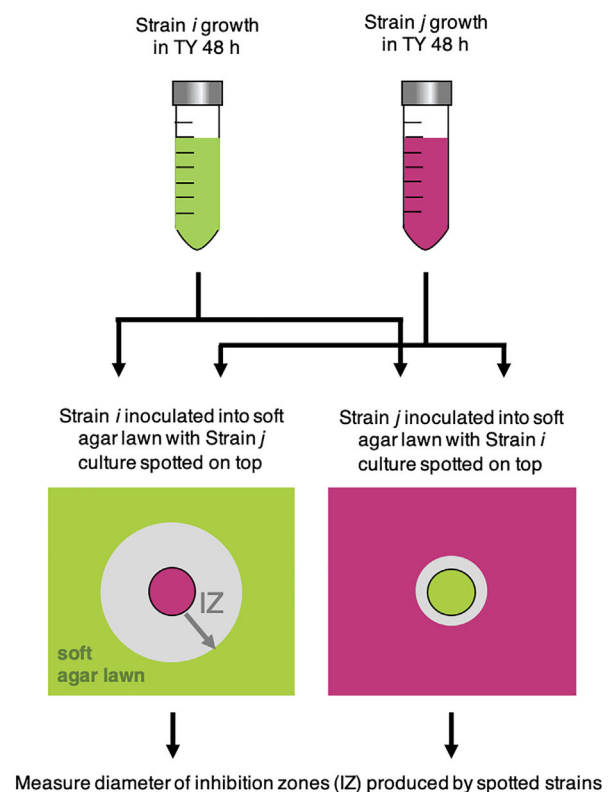 Strain i growth
in TY 48 h
Strain j growth
in TY 48 h
Strain i inoculated into soft
agar lawn with Strain j
culture spotted on top
Strain j inoculated into soft
agar lawn with Strain i
culture spotted on top
IZ
soft
agar lawn
Measure diameter of inhibition zones (IZ) produced by spotted strains